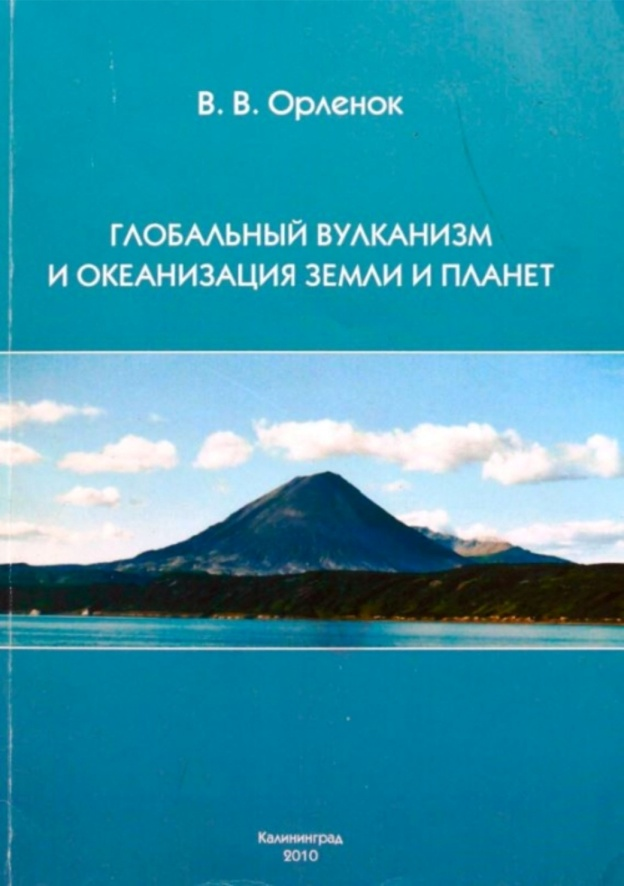 В. В. Орленок
ГЛОБАЛЬНЫЙ ВУЛКАНИЗМ
И ОКЕАНИЗАЦИЯ ЗЕМЛИ И ПЛАНЕТ
Калининград
2010